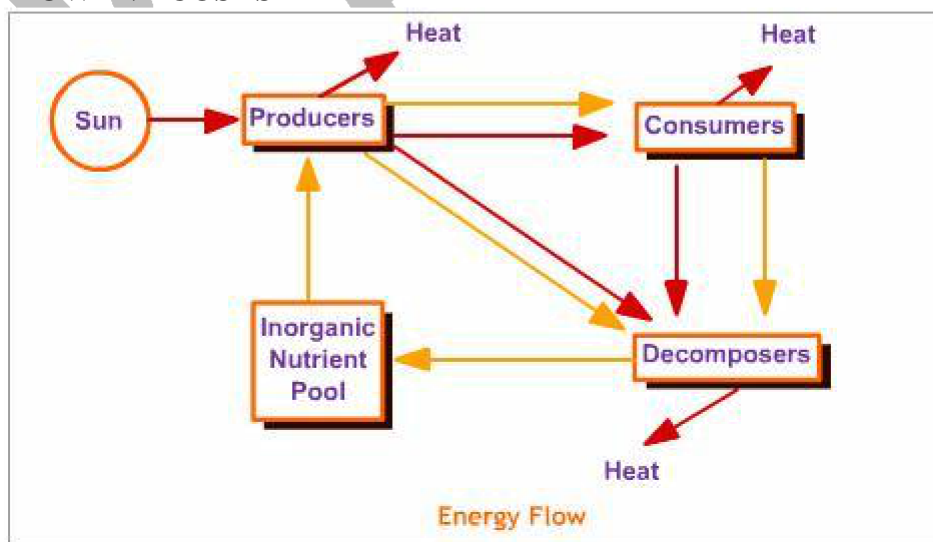 Heat
Heat
Sun
Producers
Consumers
Inorganic
Nutrient
Pool
Decomposers
Heat
Energy Flow